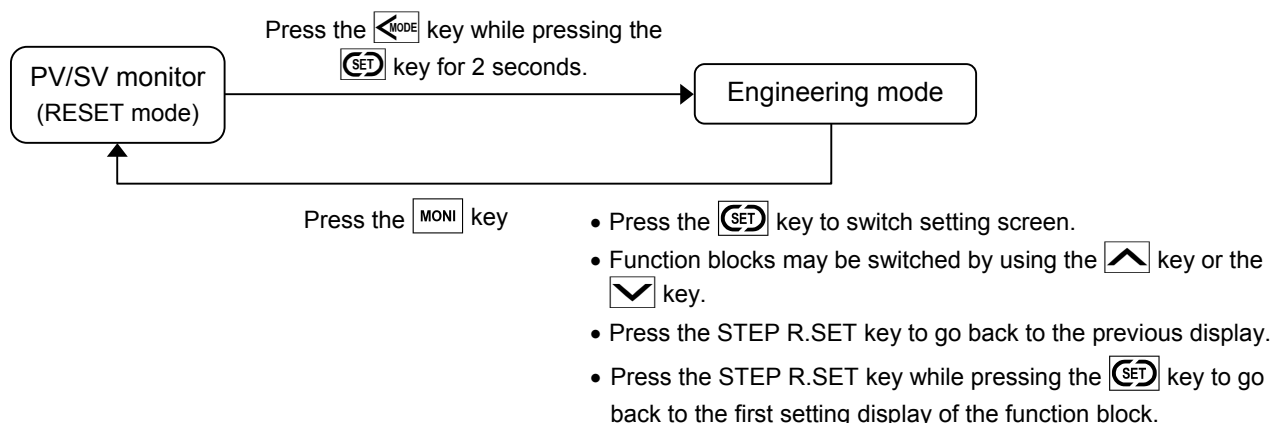 Press the <MODE key while pressing the
SET key for 2 seconds.
PV/SV monitor
(RESET mode)
Engineering mode
Press the MONI key
• Press the SET key to switch setting screen.
• Function blocks may be switched by using the key or the
key.
• Press the STEP R.SET key to go back to the previous display.
• Press the STEP R.SET key while pressing the SET key to go
back to the first setting display of the function block.